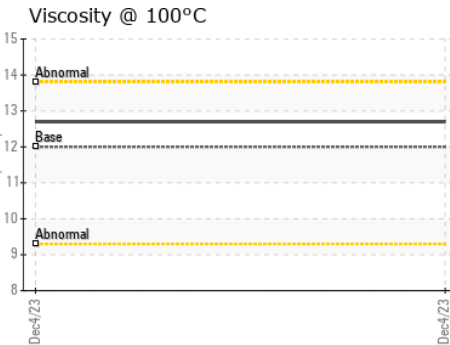 Viscosity @ 100°C
15
14
Abnormal
13
12
Base
11
10
9
Abnormal
8
Dec4/23
Dec4/23